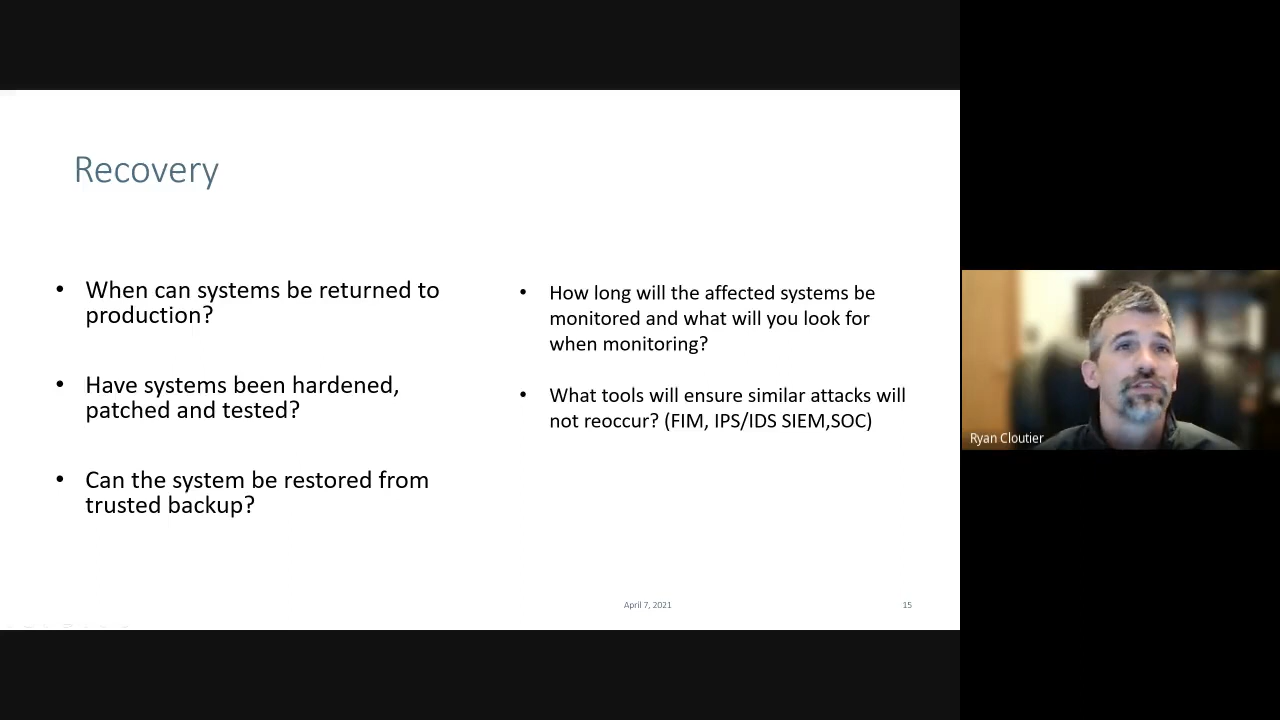 Recovery
• When can systems be returned to
production?
• Have systems been hardened,
patched and tested?
• Can the system be restored from
trusted backup?
• How long will the affected systems be
monitored and what will you look for
when monitoring?
• What tools will ensure similar attacks will
not reoccur? (FIM, IPS/IDS SIEM,SOC)
April 7, 2021
15
Ryan Cloutier